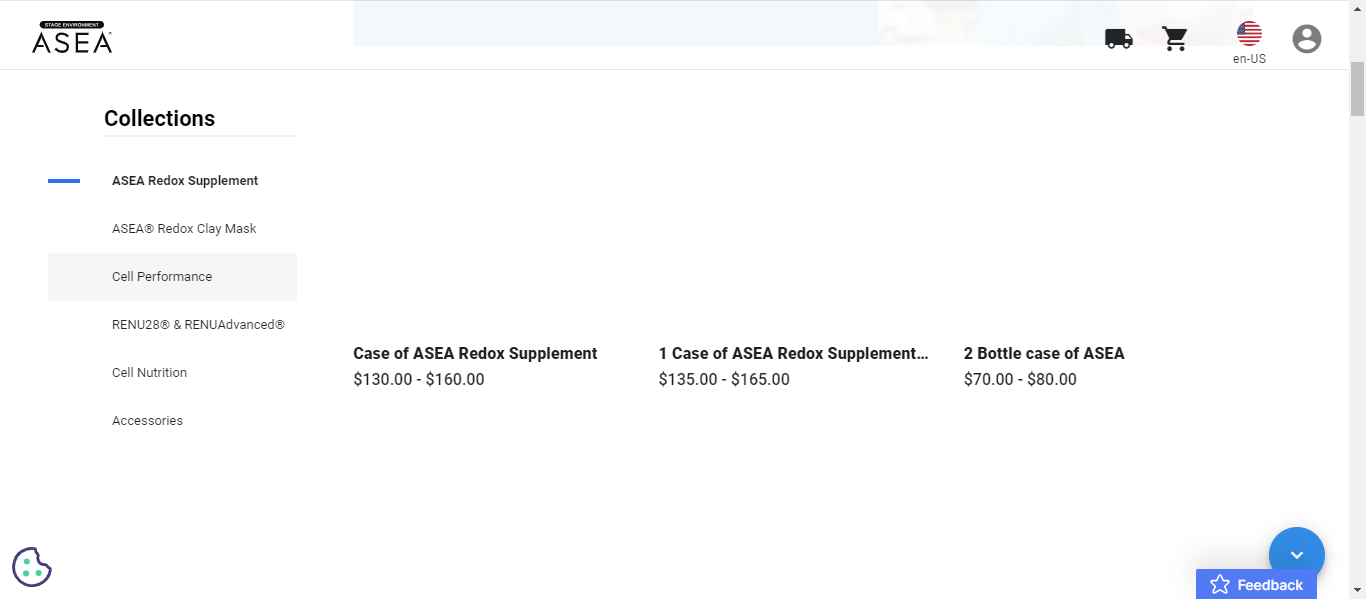 STAGE ENVIRONMENT
ASEA
en-US
Collections
ASEA Redox Supplement
ASEA® Redox Clay Mask
Cell Performance
RENU28® & RENUAdvanced®
Cell Nutrition
Accessories
Case of ASEA Redox Supplement
$130.00 - $160.00
1 Case of ASEA Redox Supplement...
$135.00 - $165.00
2 Bottle case of ASEA
$70.00 - $80.00
Feedback